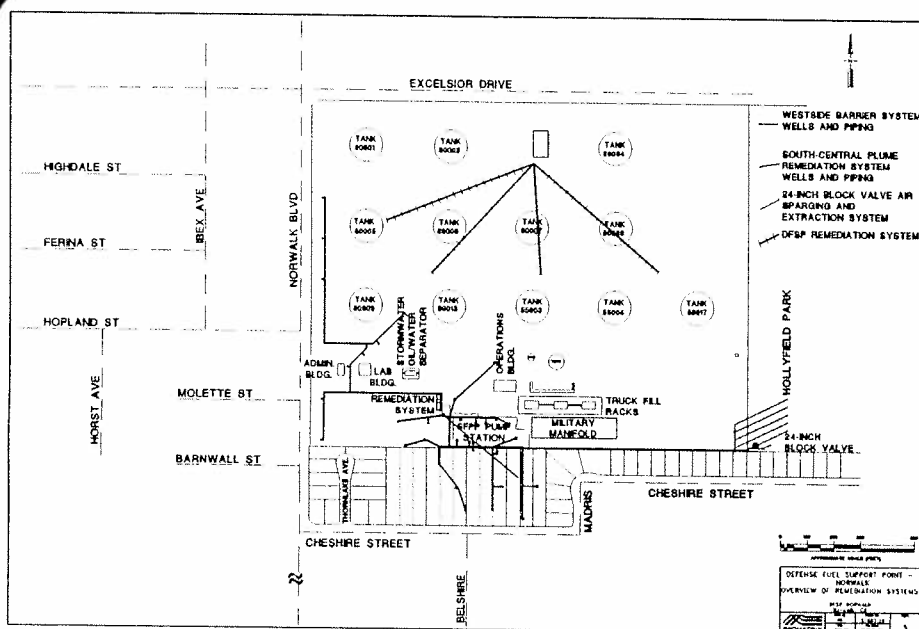 EXCELSIOR DRIVE
WESTSIDE BARRIER SYSTEM
WELLS AND PIPING
SOUTH-CENTRAL PLUME
REMEDIATION SYSTEM
WELLS AND PIPING
24-INCH BLOCK VALVE AIR
SPARGING AND
EXTRACTION SYSTEM
DFSP REMEDIATION SYSTEM
HIGHDALE ST
IBEX AVE
NORWALK BLVD
FERINA ST
HOPLAND ST
HORST AVE
MOLETTE ST
BARNWALL ST
TANK
TANK
TANK
TANK
TANK
TANK
TANK
TANK
TANK
TANK
TANK
TANK
HOLLYFIELD PARK
STORMWATER
OIL/WATER
SEPARATOR
OPERATIONS
BLDG.
ADMIN.
BLDG.
LAB
BLDG.
REMEDIATION
SYSTEM
TRUCK FILL
RACKS
SFPP PUMP
STATION
MILITARY
MANIFOLD
24-INCH
BLOCK VALVE
THORNLAKE AVE
MADRIS
CHESHIRE STREET
CHESHIRE STREET
BELSHIRE
DEFENSE FUEL SUPPORT POINT -
NORWALK
OVERVIEW OF REMEDIATION SYSTEMS